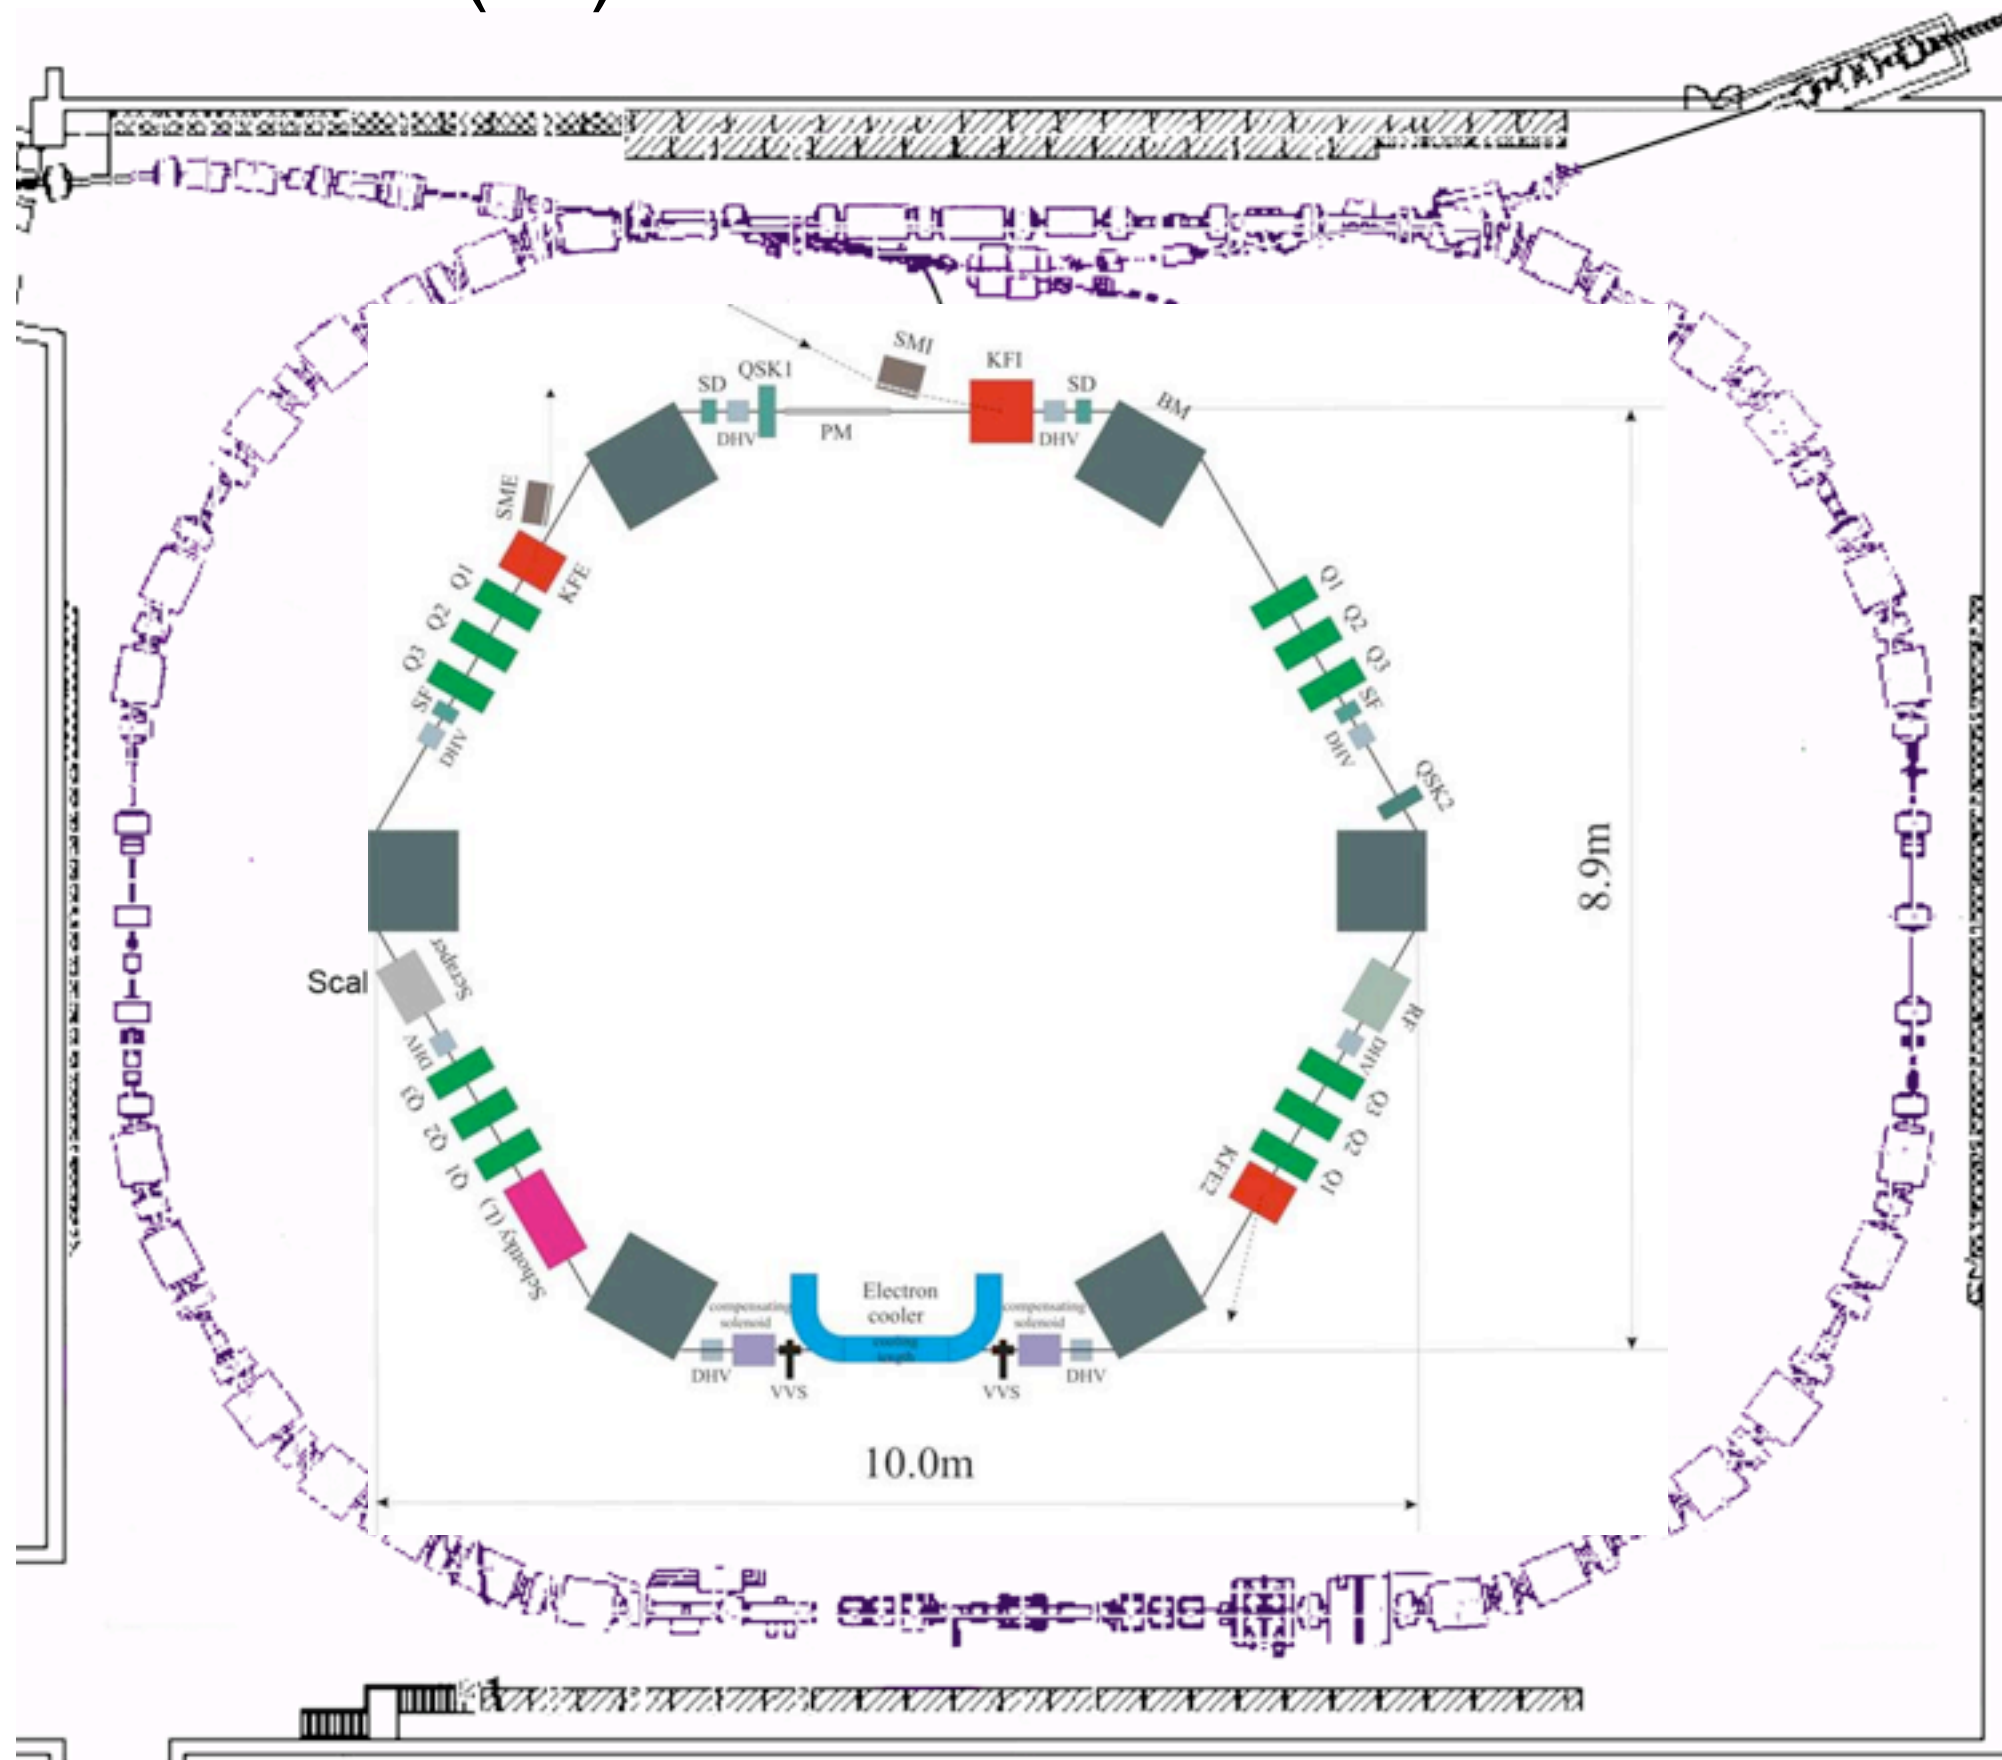 SMI
KFI
QSK1
SD
SD
BM
DHV
PM
DHV
SME
KFE
Q1
Q2
Q3
SF
DHV
Q1
Q2
Q3
SF
DHV
QSK2
8.9m
Scal
Scraper
DHV
Q3
Q2
Q1
Schottky (L)
RF
DHV
Q3
Q2
Q1
KFE2
Electron
cooler
cooling
length
compensating
solenoid
compensating
solenoid
DHV
VVS
VVS
DHV
10.0m